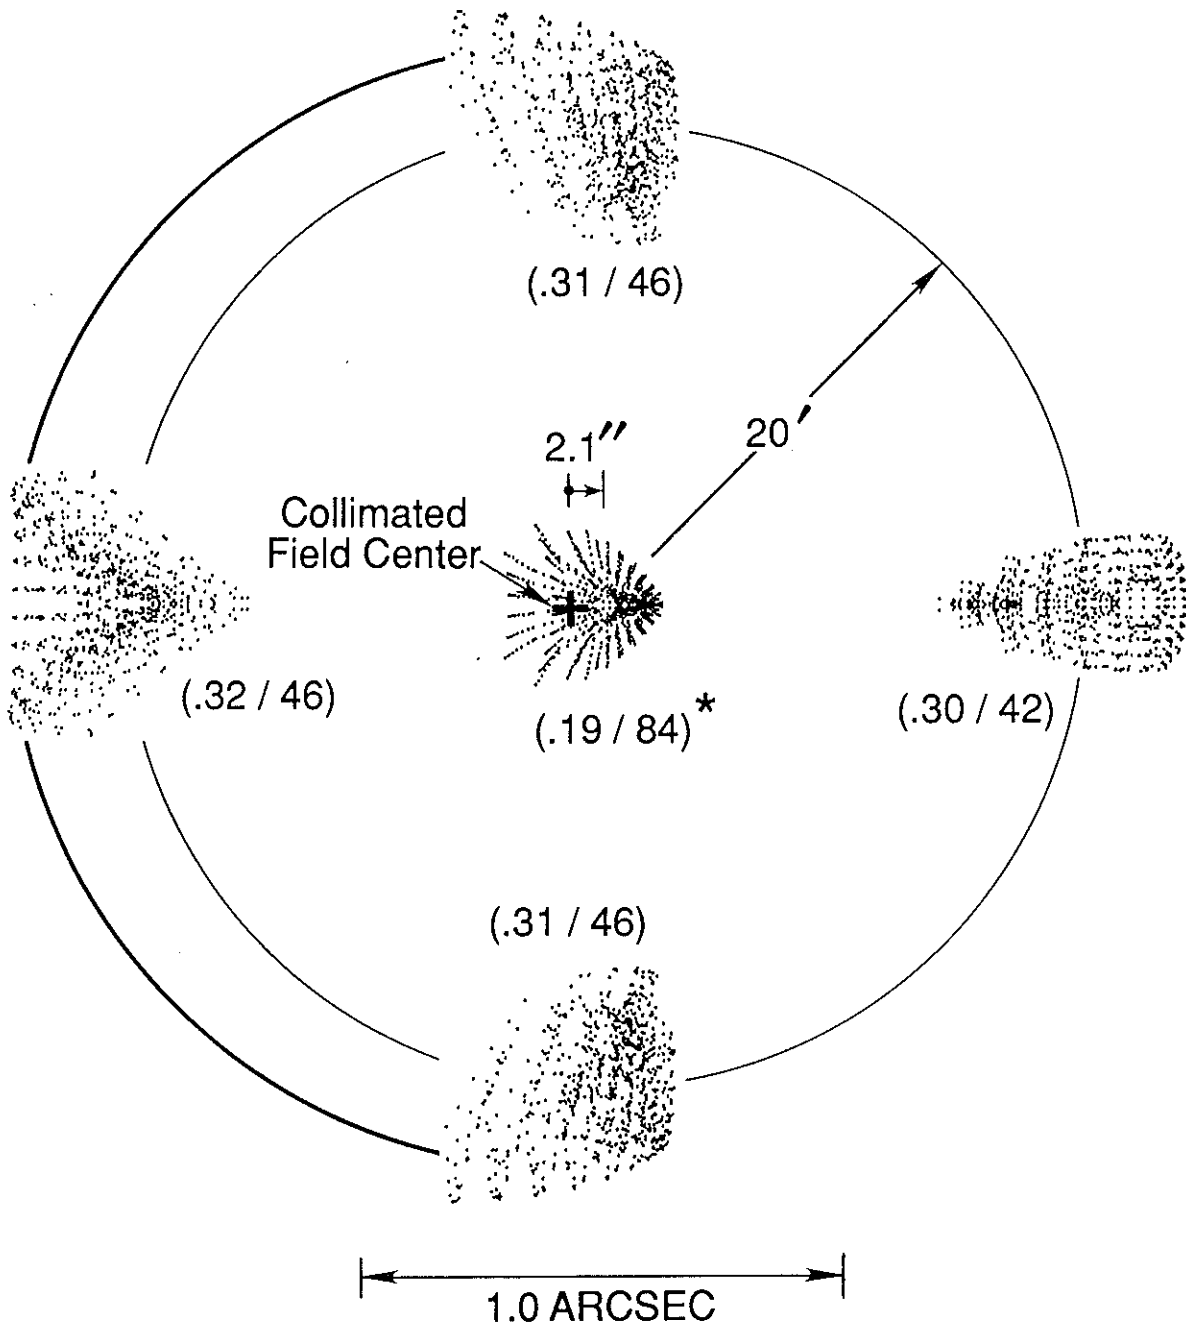 (.31 / 46)
20′
2.1″
Collimated
Field Center
(.32 / 46)
(.19 / 84)*
(.30 / 42)
(.31 / 46)
1.0 ARCSEC